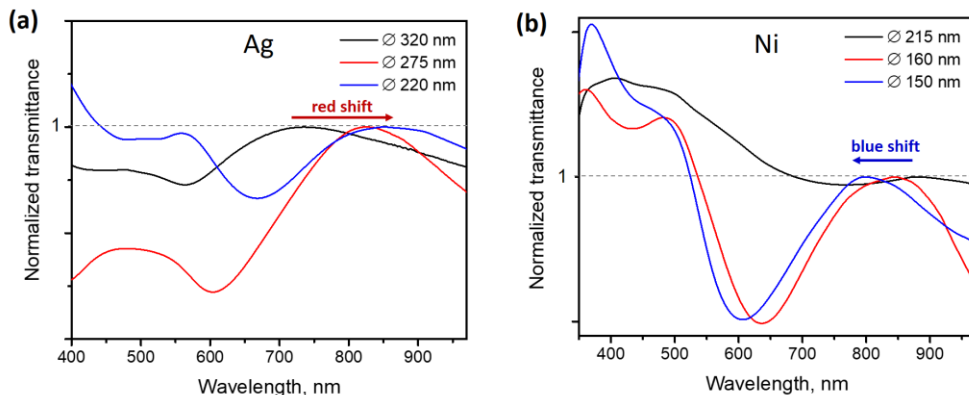 (a)
Ag
∅ 320 nm
∅ 275 nm
∅ 220 nm
red shift
1
Normalized transmittance
400 500 600 700 800 900
Wavelength, nm
(b)
Ni
∅ 215 nm
∅ 160 nm
∅ 150 nm
blue shift
1
Normalized transmittance
400 500 600 700 800 900
Wavelength, nm